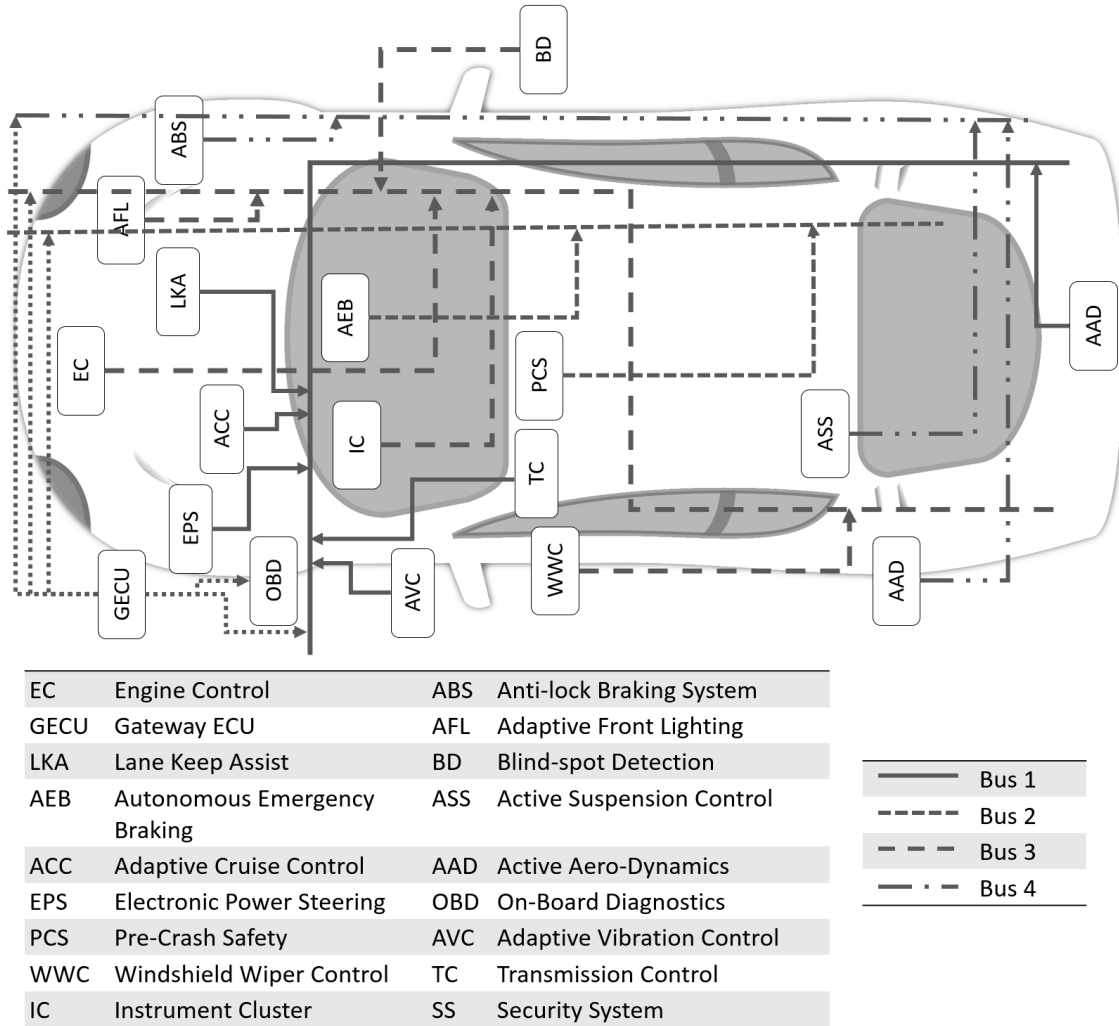 BD
ABS
AFL
LKA
AEB
EC
PCS
AAD
ACC
IC
ASS
TC
EPS
OBD
WWC
GECU
AVC
AAD
EC Engine Control ABS Anti-lock Braking System
GECU Gateway ECU AFL Adaptive Front Lighting
LKA Lane Keep Assist BD Blind-spot Detection
AEB Autonomous Emergency ASS Active Suspension Control
Braking
ACC Adaptive Cruise Control AAD Active Aero-Dynamics
EPS Electronic Power Steering OBD On-Board Diagnostics
PCS Pre-Crash Safety AVC Adaptive Vibration Control
WWC Windshield Wiper Control TC Transmission Control
IC Instrument Cluster SS Security System
Bus 1
Bus 2
Bus 3
Bus 4